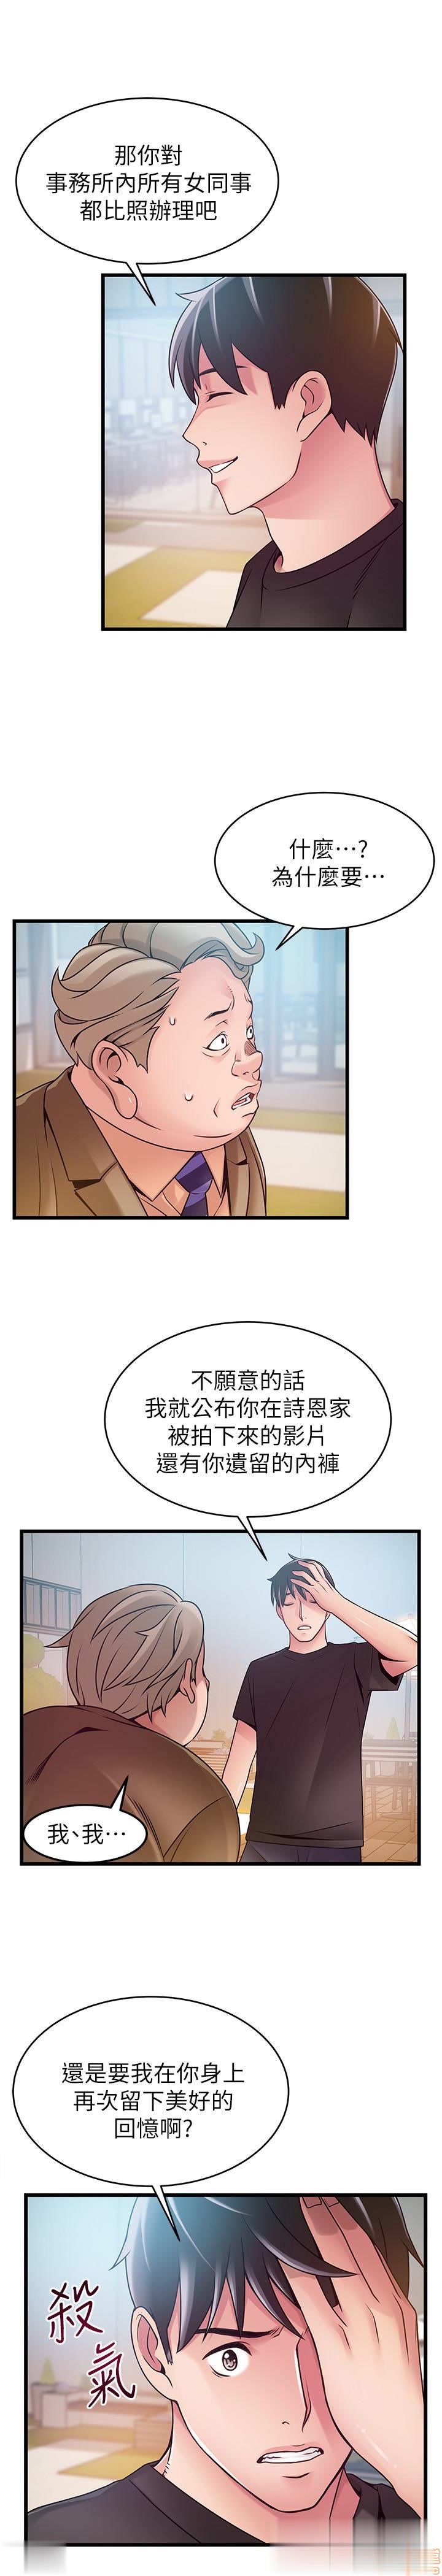 那你對
事務所內所有女同事
都比照辦理吧
什麼…?
為什麼要…
不願意的話
我就公布你在詩恩家
被拍下來的影片
還有你遺留的內褲
我、我…
還是要我在你身上
再次留下美好的
回憶啊?
殺氣